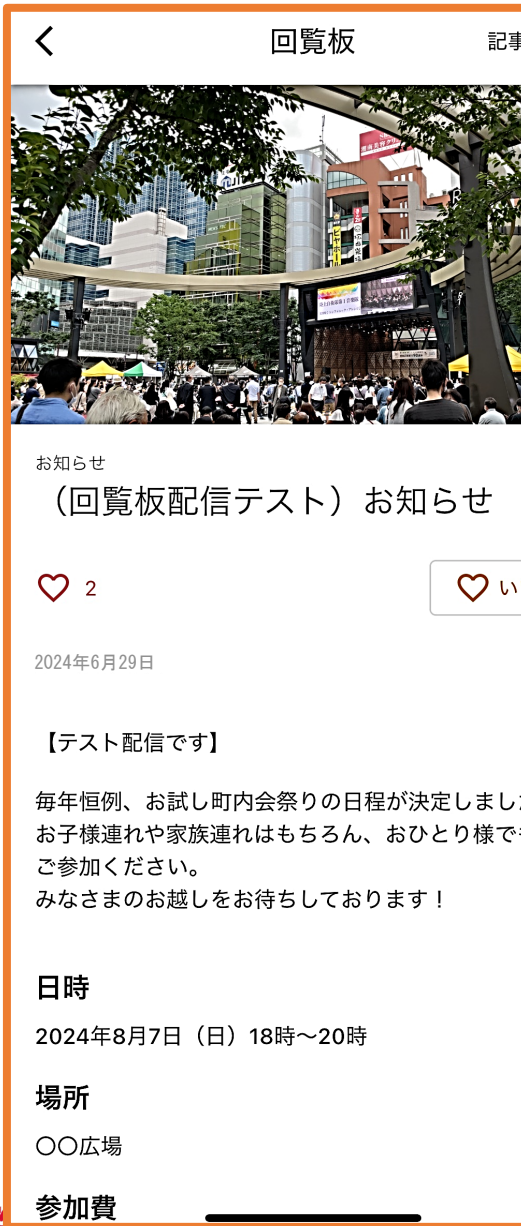 回覧板
記事
お知らせ
（回覧板配信テスト）お知らせ
2
い
2024年6月29日
【テスト配信です】
毎年恒例、お試し町内会祭りの日程が決定しまし
お子様連れや家族連れはもちろん、おひとり様で
ご参加ください。
みなさまのお越しをお待ちしております！
日時
2024年8月7日（日）18時〜20時
場所
〇〇広場
参加費